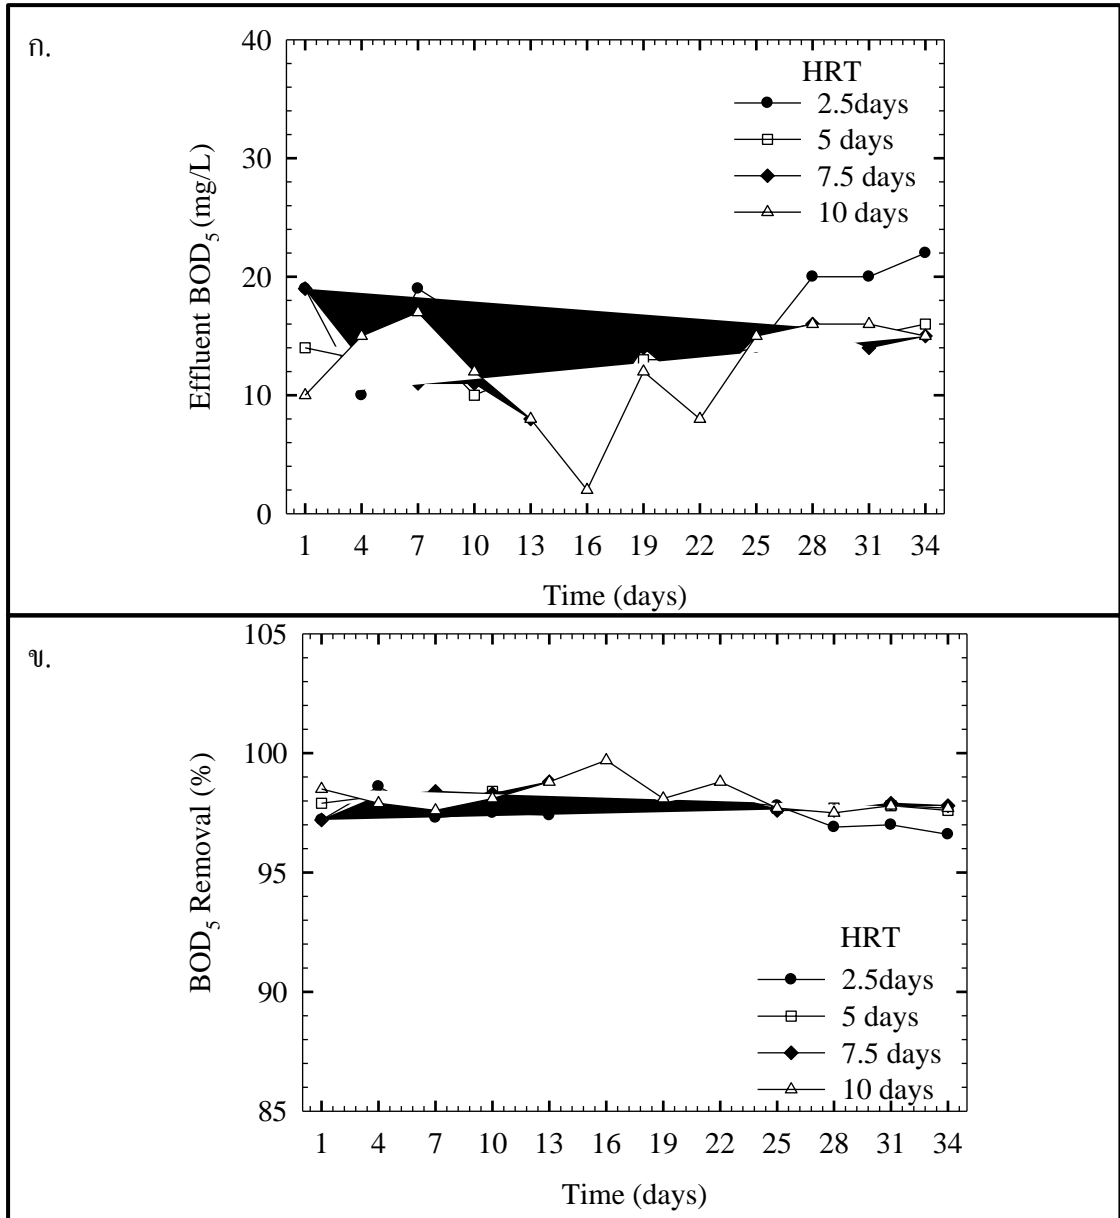 ก.
40
30
20
10
0
Effluent BOD5 (mg/L)
HRT
2.5days
5 days
7.5 days
10 days
1 4 7 10 13 16 19 22 25 28 31 34
Time (days)
ข.
105
100
95
90
85
BOD5 Removal (%)
HRT
2.5days
5 days
7.5 days
10 days
1 4 7 10 13 16 19 22 25 28 31 34
Time (days)